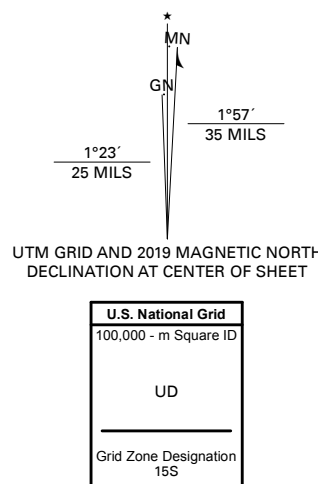 ★
MN
GN
1°57´
35 MILS
1°23´
25 MILS
UTM GRID AND 2019 MAGNETIC NORTH
DECLINATION AT CENTER OF SHEET
U.S. National Grid
100,000 - m Square ID
UD
Grid Zone Designation
15S